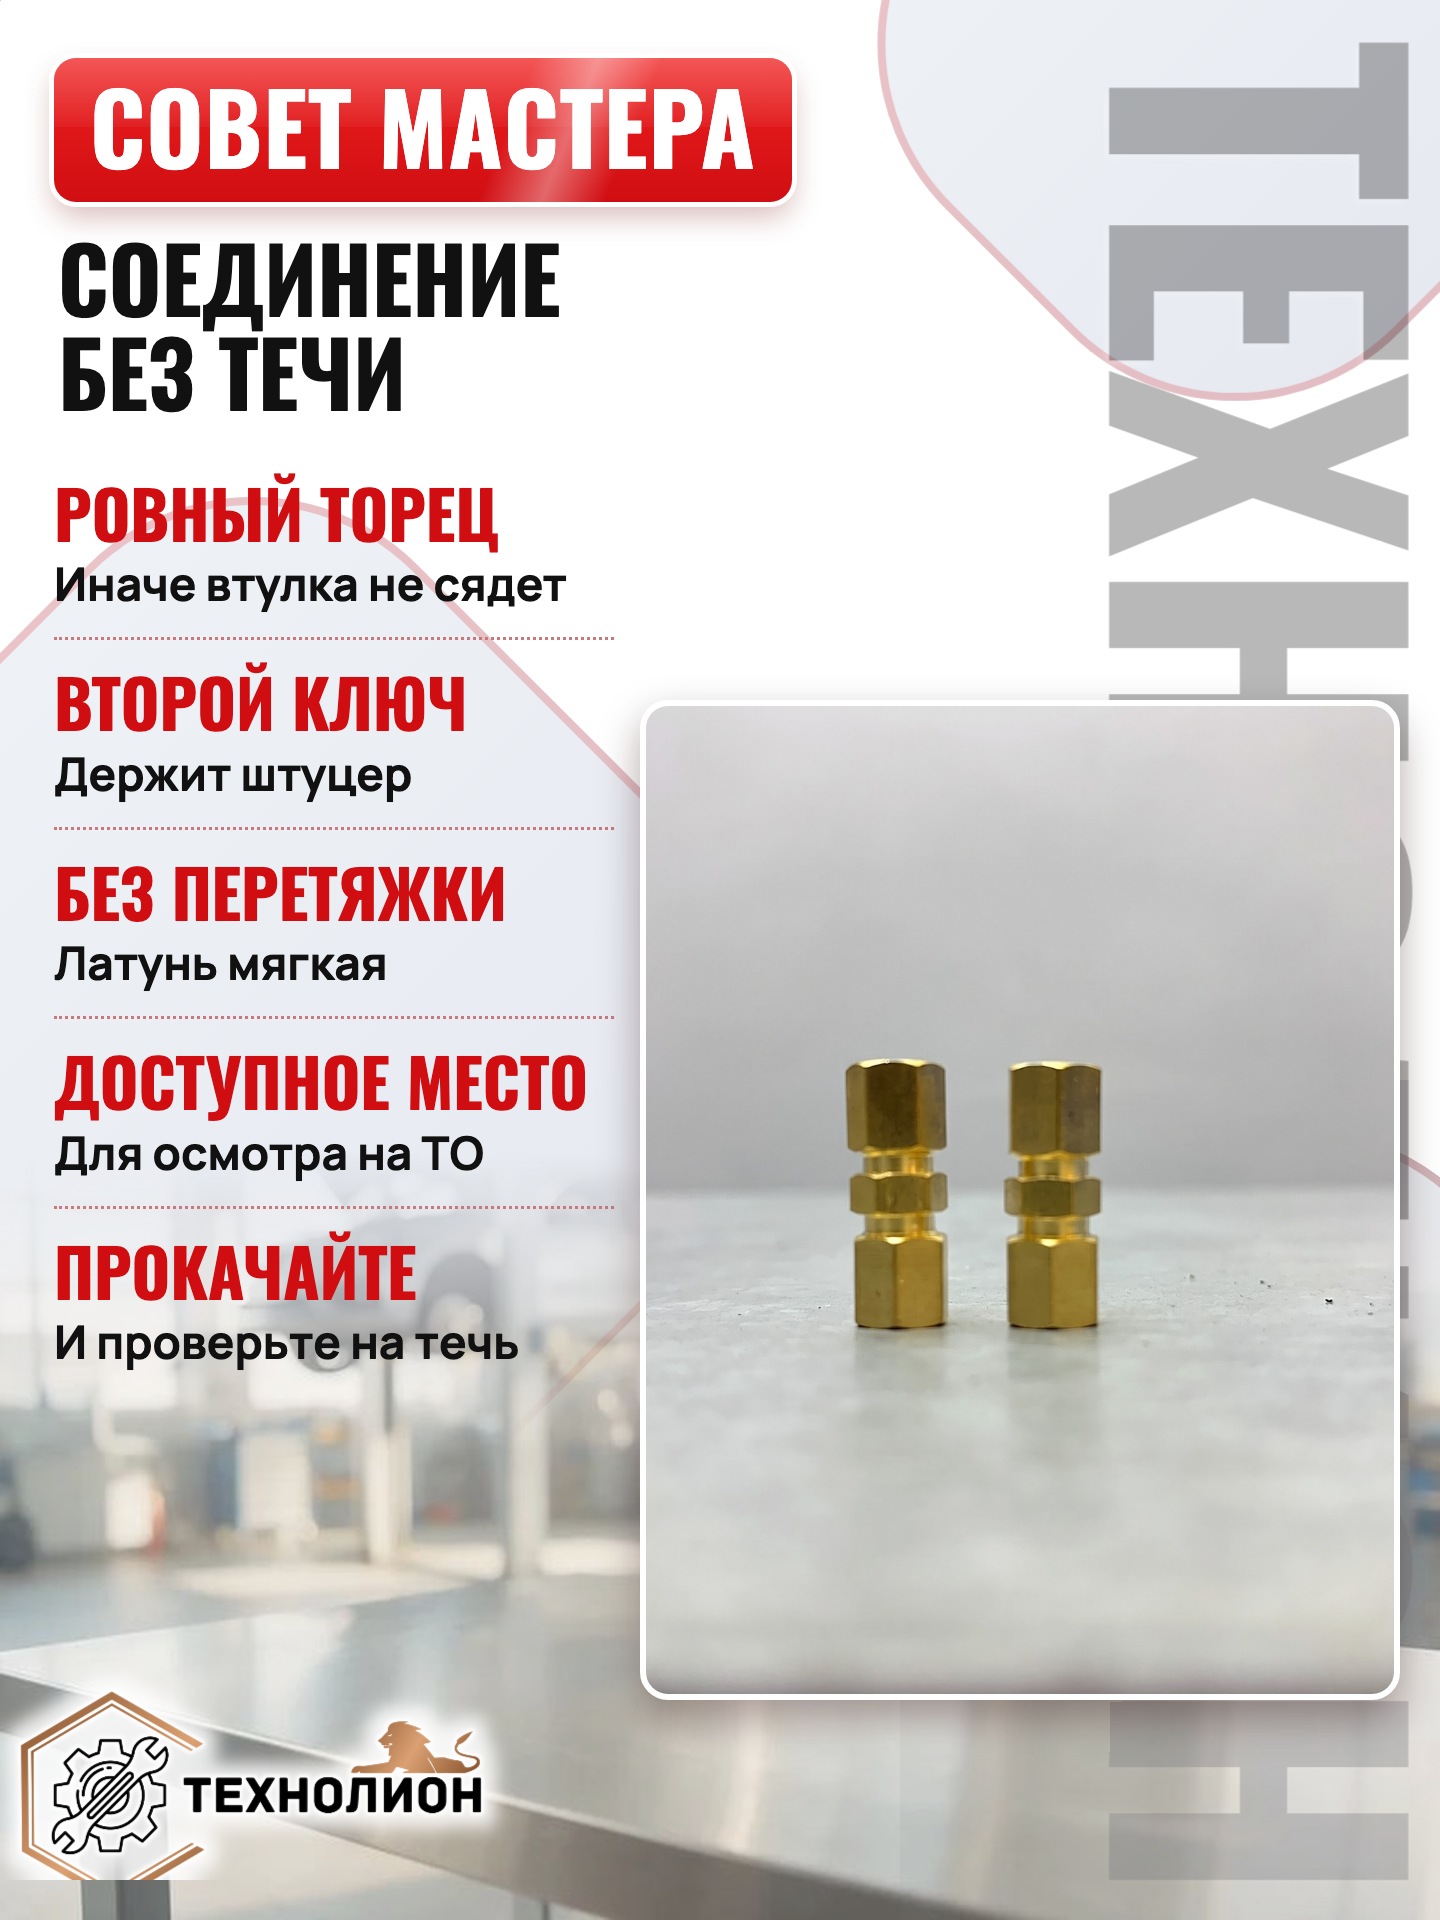 СОВЕТ МАСТЕРА
СОЕДИНЕНИЕ
БЕЗ ТЕЧИ
РОВНЫЙ ТОРЕЦ
Иначе втулка не сядет
ВТОРОЙ КЛЮЧ
Держит штуцер
БЕЗ ПЕРЕТЯЖКИ
Латунь мягкая
ДОСТУПНОЕ МЕСТО
Для осмотра на ТО
ПРОКАЧАЙТЕ
И проверьте на течь
ТЕХНОЛИОН